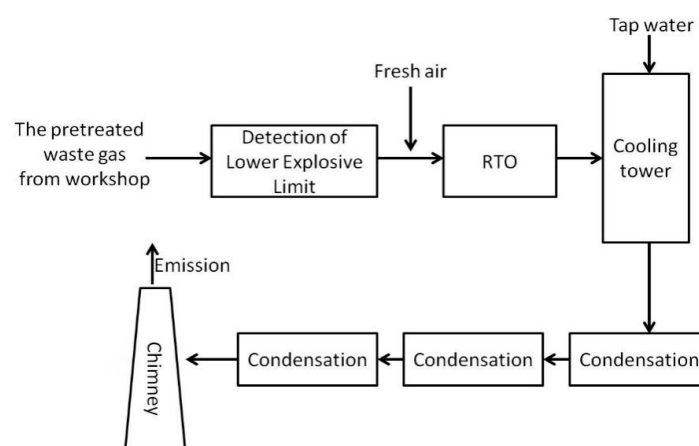 Tap water
Fresh air
The pretreated
waste gas
from workshop
Detection of
Lower Explosive
Limit
RTO
Cooling
tower
Emission
Chimney
Condensation
Condensation
Condensation